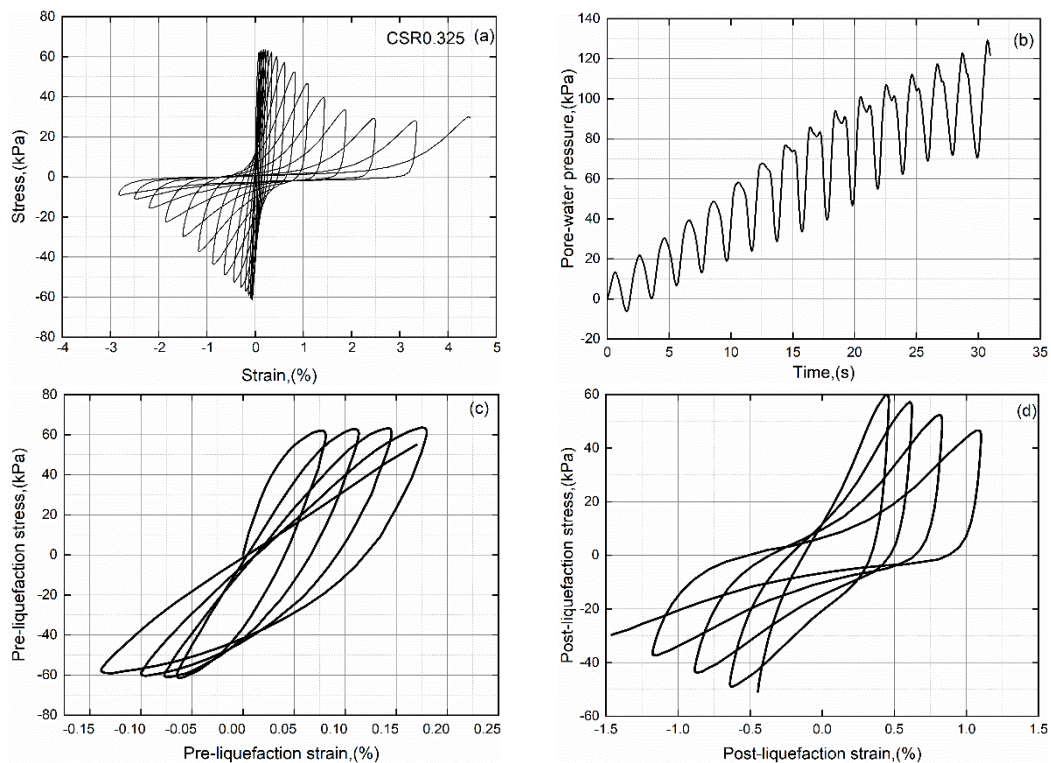 CSR0.325 (a)
Stress,(kPa)
80
60
40
20
0
-20
-40
-60
80
-4 -3 -2 -1 0 1 2 3 4 5
Strain,(%)
(b)
Pore-water pressure,(kPa)
140
120
100
80
60
40
20
0
-20
0 5 10 15 20 25 30 35
Time,(s)
(c)
Pre-liquefaction stress,(kPa)
80
60
40
20
0
-20
-40
-60
80
-0.15 -0.10 -0.05 0.00 0.05 0.10 0.15 0.20 0.25
Pre-liquefaction strain,(%)
(d)
Post-liquefaction stress,(kPa)
60
40
20
0
-20
-40
-60
-1.5 -1.0 -0.5 0.0 0.5 1.0 1.5
Post-liquefaction strain,(%)